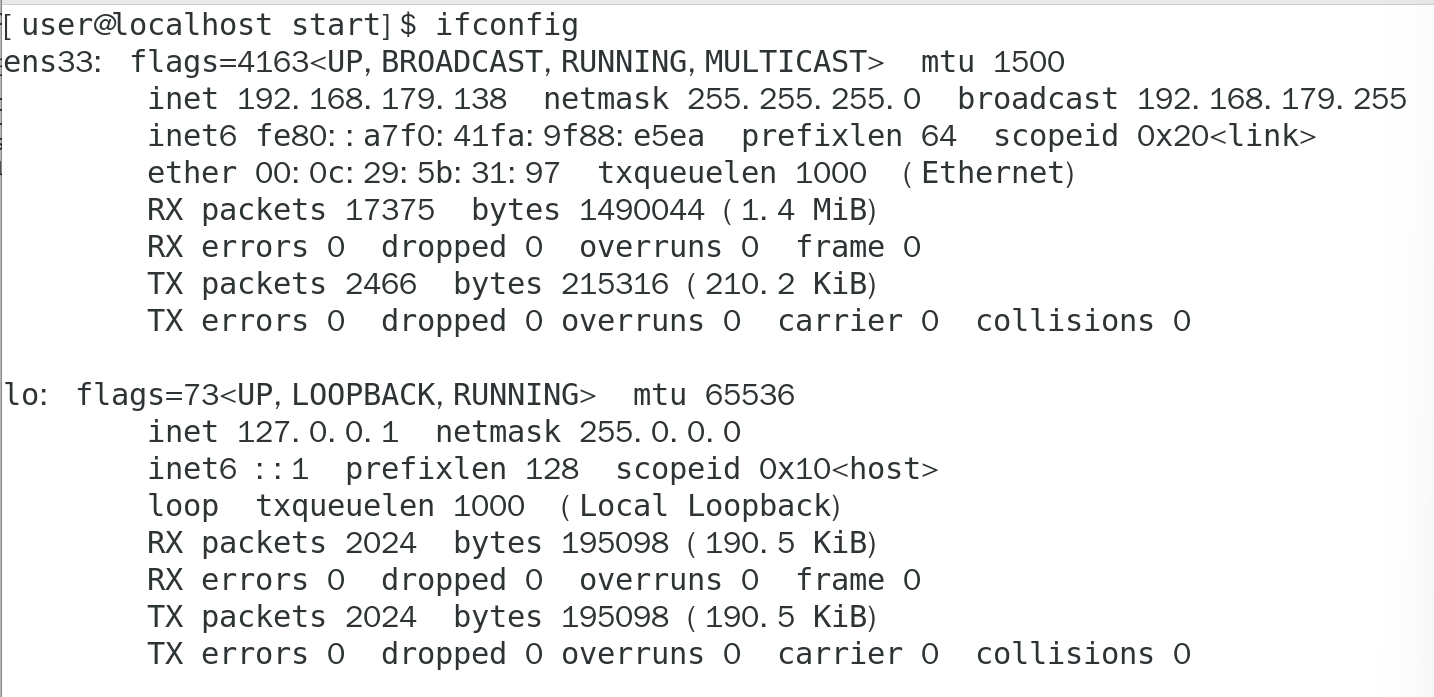 [user@localhost start]$ ifconfig
ens33: flags=4163<UP,BROADCAST,RUNNING,MULTICAST>  mtu 1500
        inet 192.168.179.138  netmask 255.255.255.0  broadcast 192.168.179.255
        inet6 fe80::a7f0:41fa:9f88:e5ea  prefixlen 64  scopeid 0x20<link>
        ether 00:0c:29:5b:31:97  txqueuelen 1000  (Ethernet)
        RX packets 17375  bytes 1490044 (1.4 MiB)
        RX errors 0  dropped 0  overruns 0  frame 0
        TX packets 2466  bytes 215316 (210.2 KiB)
        TX errors 0  dropped 0 overruns 0  carrier 0  collisions 0

lo: flags=73<UP,LOOPBACK,RUNNING>  mtu 65536
        inet 127.0.0.1  netmask 255.0.0.0
        inet6 ::1  prefixlen 128  scopeid 0x10<host>
        loop  txqueuelen 1000  (Local Loopback)
        RX packets 2024  bytes 195098 (190.5 KiB)
        RX errors 0  dropped 0  overruns 0  frame 0
        TX packets 2024  bytes 195098 (190.5 KiB)
        TX errors 0  dropped 0 overruns 0  carrier 0  collisions 0